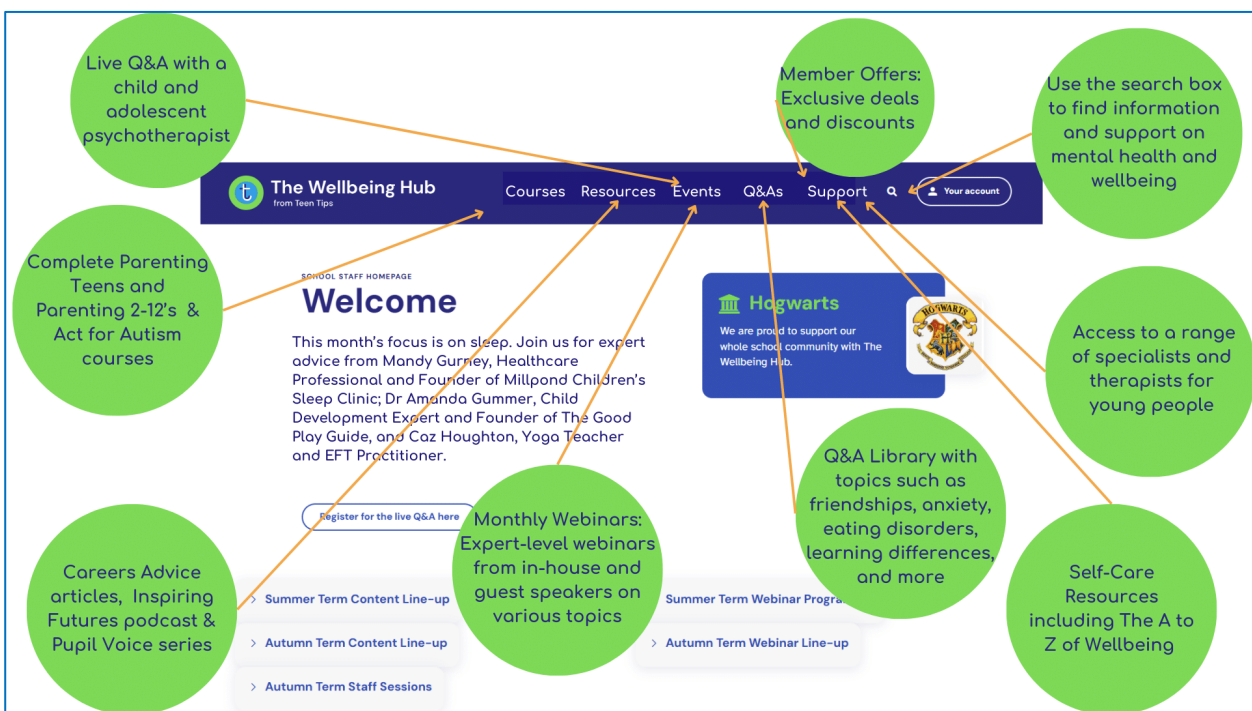 Live Q&A with a
child and
adolescent
psychotherapist
Member Offers:
Exclusive deals
and discounts
Use the search box
to find information
and support on
mental health and
wellbeing
The Wellbeing Hub
from Teen Tips
Courses Resources Events Q&As Support
Your account
Complete Parenting
Teens and
Parenting 2-12's & 
Act for Autism
courses
SCHOOL STAFF HOMEPAGE
Welcome
This month's focus is on sleep. Join us for expert
advice from Mandy Gurney, Healthcare
Professional and Founder of Millpond Children's
Sleep Clinic; Dr Amanda Gummer, Child
Development Expert and Founder of The Good
Play Guide, and Caz Houghton, Yoga Teacher
and EFT Practitioner.
Register for the live Q&A here
Hogwarts
We are proud to support our
whole school community with The
Wellbeing Hub.
HOGWARTS
Access to a range
of specialists and
therapists for
young people
Q&A Library with
topics such as
friendships, anxiety,
eating disorders,
learning differences,
and more
Monthly Webinars:
Expert-level webinars
from in-house and
guest speakers on
various topics
Careers Advice
articles, Inspiring
Futures podcast &
Pupil Voice series
Self-Care
Resources
including The A to
Z of Wellbeing
Summer Term Content Line-up
Autumn Term Content Line-up
Autumn Term Staff Sessions
Summer Term Webinar
Autumn Term Webinar Line-up